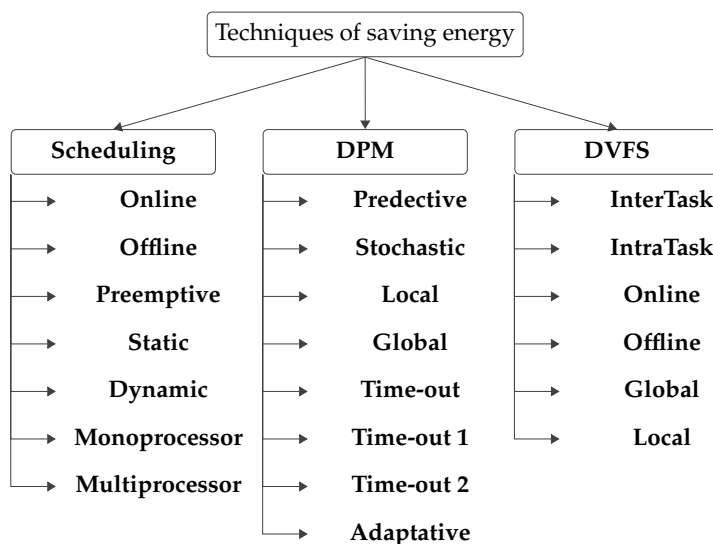 Techniques of saving energy
Scheduling
Online
Offline
Preemptive
Static
Dynamic
Monoprocessor
Multiprocessor
DPM
Predective
Stochastic
Local
Global
Time-out
Time-out 1
Time-out 2
Adaptative
DVFS
InterTask
IntraTask
Online
Offline
Global
Local